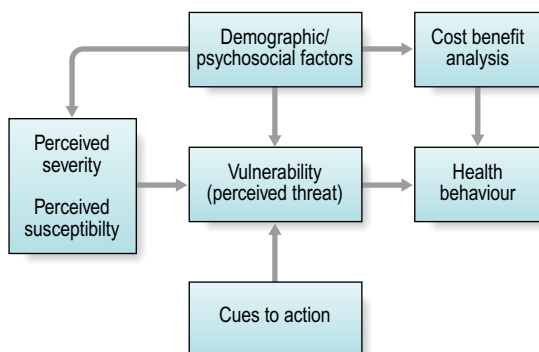 Demographic/
psychosocial factors
Cost benefit
analysis
Perceived
severity
Perceived
susceptibilty
Vulnerability
(perceived threat)
Health
behaviour
Cues to action